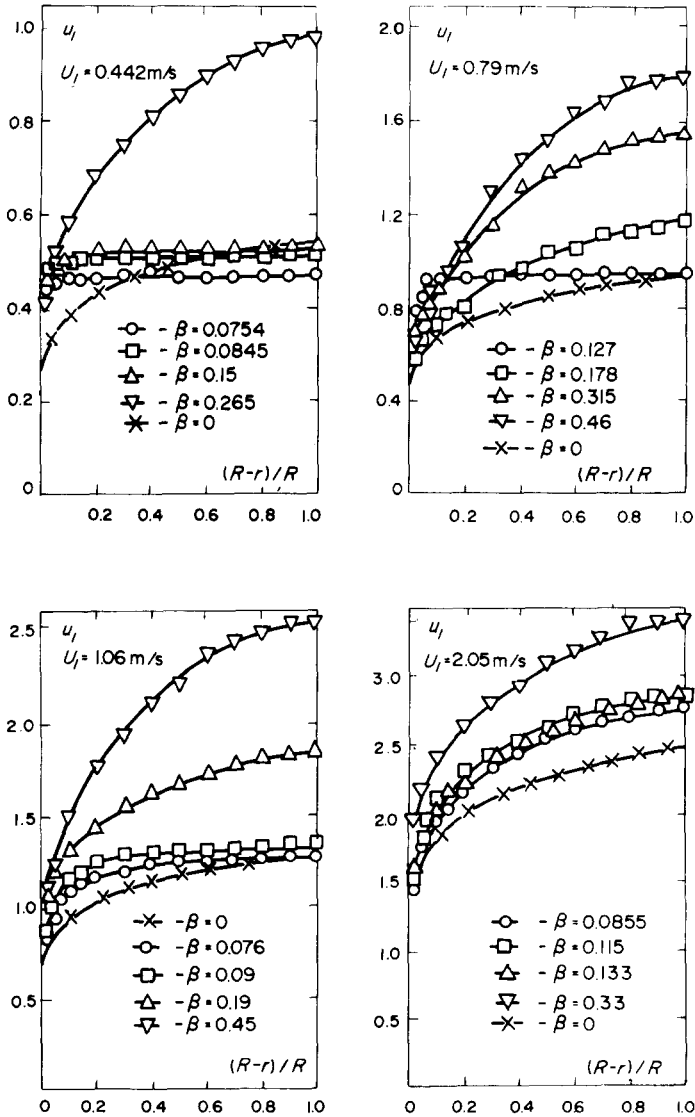 1.0
u_l
U_l = 0.442 m/s
0.8
0.6
0.4
0.2
0
○ - β = 0.0754
□ - β = 0.0845
△ - β = 0.15
▽ - β = 0.265
× - β = 0
(R-r)/R
0.2 0.4 0.6 0.8 1.0
2.0
u_l
U_l = 0.79 m/s
1.6
1.2
0.8
0.4
0
○ - β = 0.127
□ - β = 0.178
△ - β = 0.315
▽ - β = 0.46
× - β = 0
(R-r)/R
0.2 0.4 0.6 0.8 1.0
2.5
u_l
U_l = 1.06 m/s
2.0
1.5
1.0
0.5
× - β = 0
○ - β = 0.076
□ - β = 0.09
△ - β = 0.19
▽ - β = 0.45
(R-r)/R
0 0.2 0.4 0.6 0.8 1.0
u_l
U_l = 2.05 m/s
3.0
2.5
2.0
1.5
1.0
0.5
○ - β = 0.0855
□ - β = 0.115
△ - β = 0.133
▽ - β = 0.33
× - β = 0
(R-r)/R
0 0.2 0.4 0.6 0.8 1.0